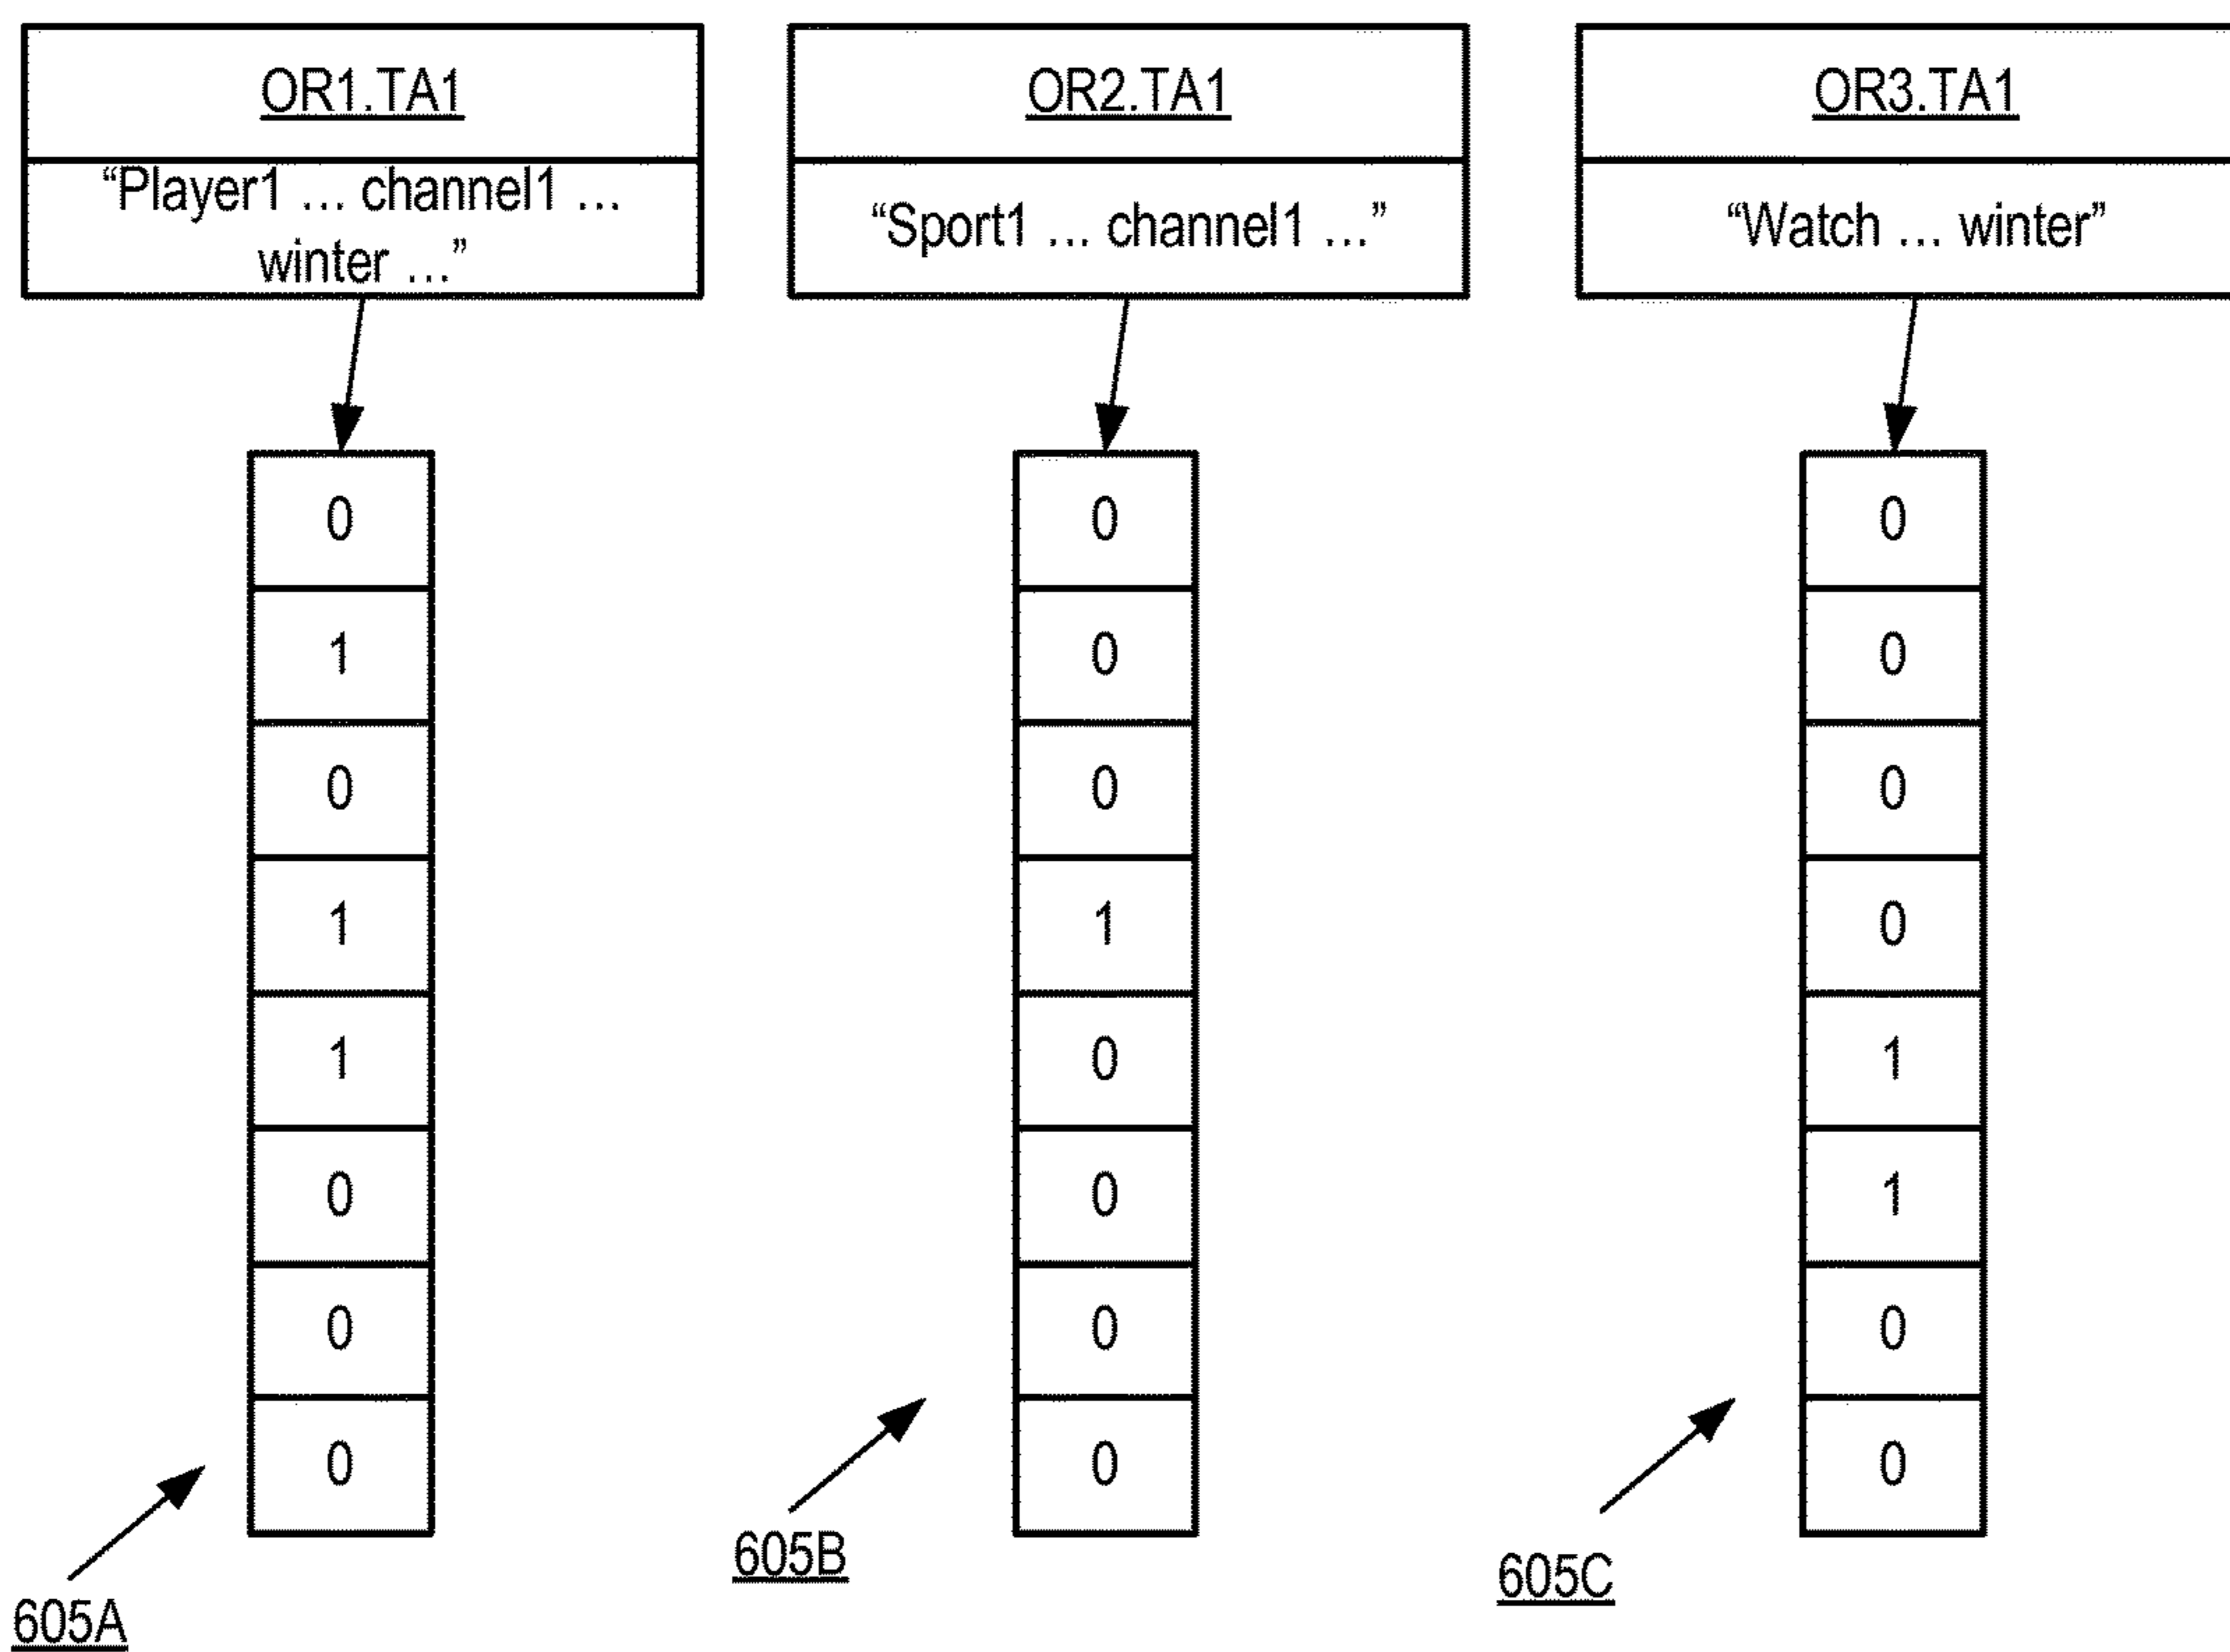 OR1.TA1
“Player1 ... channel1 ...
winter ...”
OR2.TA1
“Sport1 ... channel1 ...”
OR3.TA1
“Watch ... winter”
0
1
0
1
1
0
0
0
605A
0
0
0
1
0
0
0
0
605B
0
0
0
0
1
1
0
0
605C